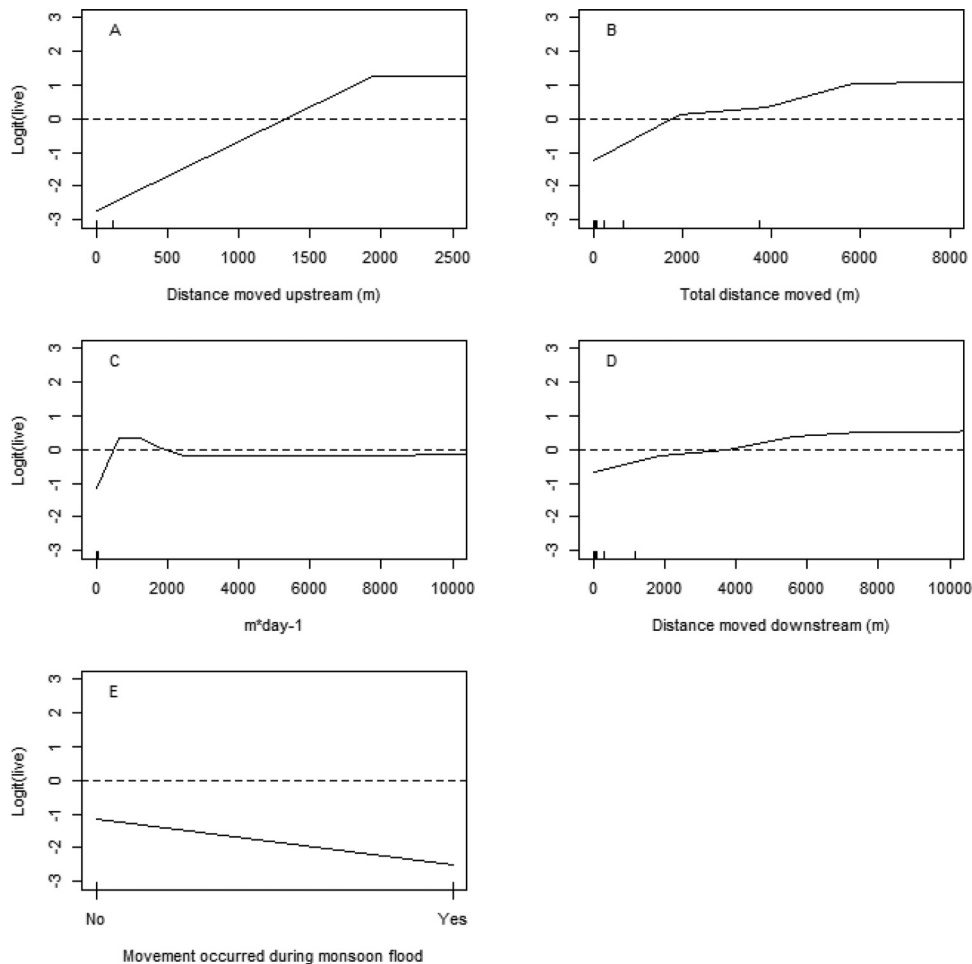 A
Logit(live)
3
2
1
0
-1
-2
-3
0 500 1000 1500 2000 2500
Distance moved upstream (m)
B
3
2
1
0
-1
-2
-3
0 2000 4000 6000 8000
Total distance moved (m)
C
Logit(live)
3
2
1
0
-1
-2
-3
0 2000 4000 6000 8000 10000
m*day-1
D
3
2
1
0
-1
-2
-3
0 2000 4000 6000 8000 10000
Distance moved downstream (m)
E
Logit(live)
3
2
1
0
-1
-2
-3
No Yes
Movement occurred during monsoon flood